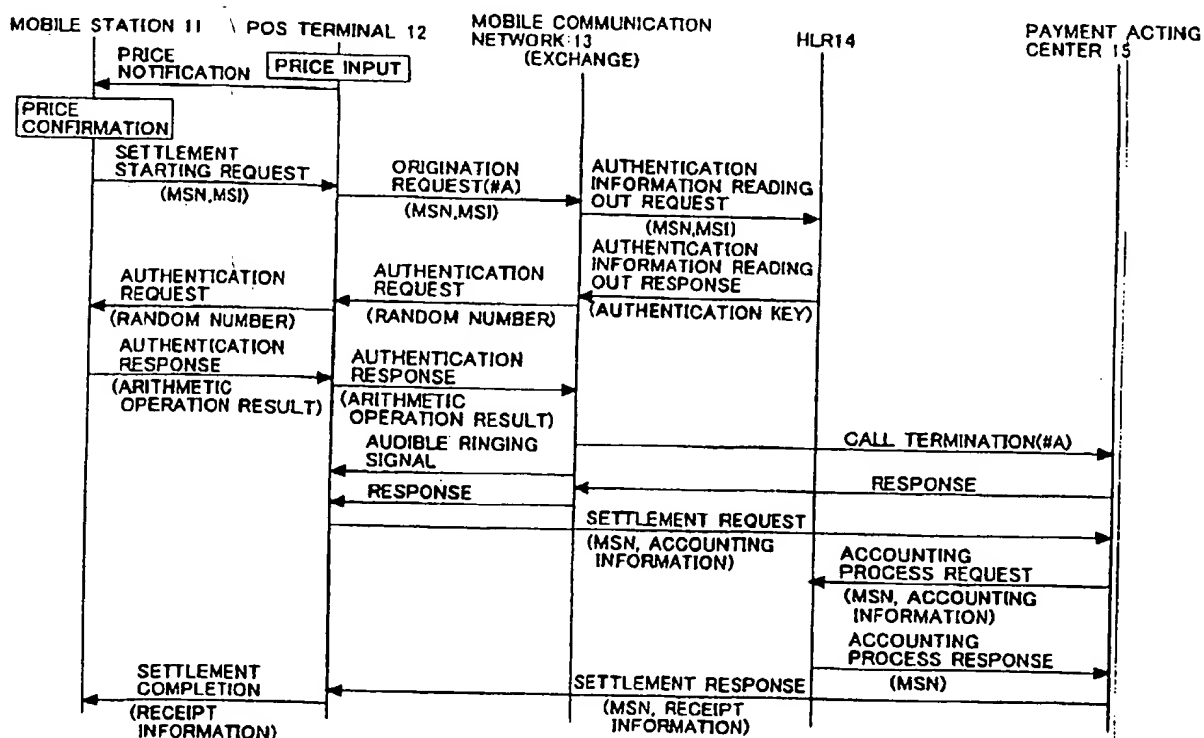 MOBILE STATION 11
POS TERMINAL 12
MOBILE COMMUNICATION
NETWORK 13
(EXCHANGE)
HLR14
PAYMENT ACTING
CENTER 15
PRICE
NOTIFICATION
PRICE INPUT
PRICE
CONFIRMATION
SETTLEMENT
STARTING REQUEST
(MSN,MSI)
ORIGINATION
REQUEST(#A)
(MSN,MSI)
AUTHENTICATION
INFORMATION READING
OUT REQUEST
(MSN,MSI)
AUTHENTICATION
INFORMATION READING
OUT RESPONSE
(AUTHENTICATION KEY)
AUTHENTICATION
REQUEST
(RANDOM NUMBER)
AUTHENTICATION
REQUEST
(RANDOM NUMBER)
AUTHENTICATION
RESPONSE
(ARITHMETIC
OPERATION RESULT)
AUTHENTICATION
RESPONSE
(ARITHMETIC
OPERATION RESULT)
CALL TERMINATION(#A)
AUDIBLE RINGING
SIGNAL
RESPONSE
RESPONSE
SETTLEMENT REQUEST
(MSN, ACCOUNTING
INFORMATION)
ACCOUNTING
PROCESS REQUEST
(MSN, ACCOUNTING
INFORMATION)
ACCOUNTING
PROCESS RESPONSE
(MSN)
SETTLEMENT RESPONSE
(MSN, RECEIPT
INFORMATION)
SETTLEMENT
COMPLETION
(RECEIPT
INFORMATION)